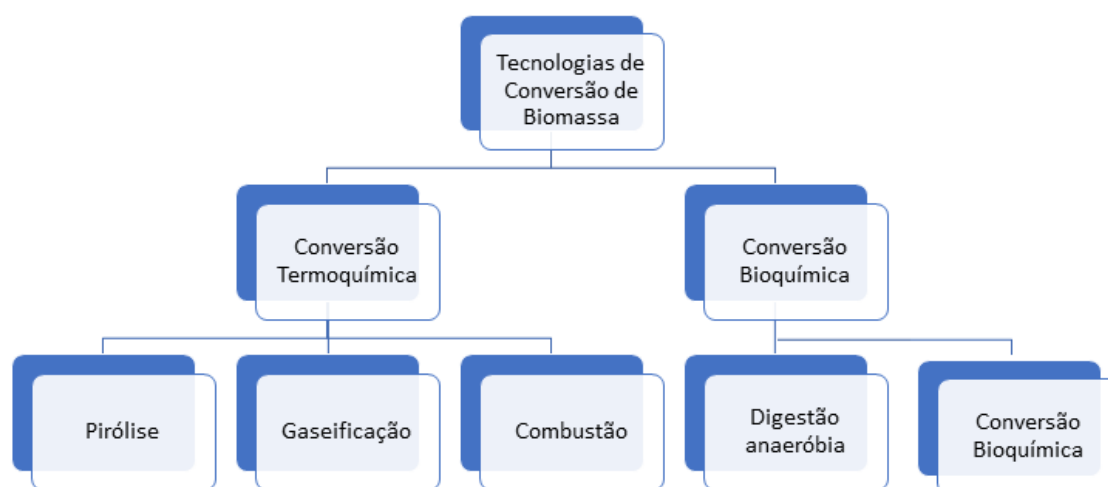 Tecnologias de
Conversão de
Biomassa
Conversão
Termoquímica
Conversão
Bioquímica
Pirólise
Gaseificação
Combustão
Digestão
anaeróbia
Conversão
Bioquímica